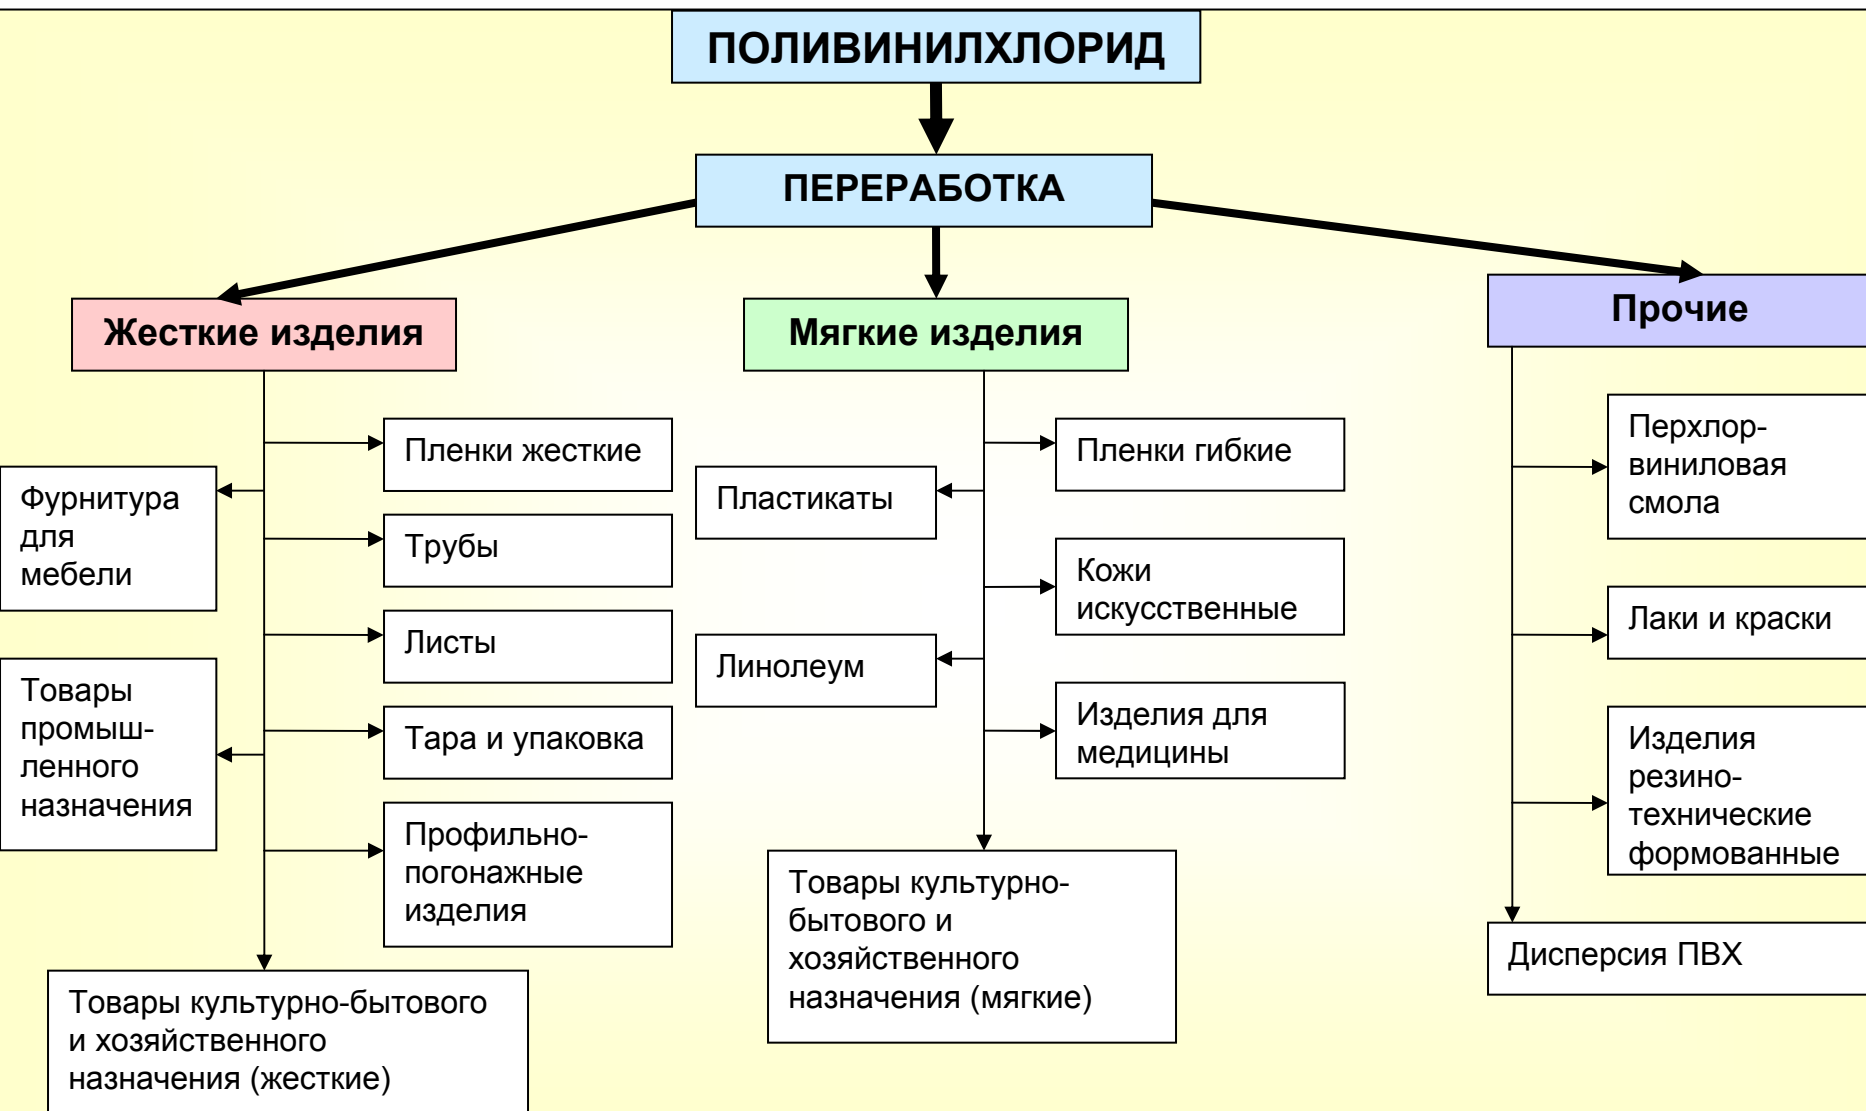 ПОЛИВИНИЛХЛОРИД
ПЕРЕРАБОТКА
Жесткие изделия
Пленки жесткие
Фурнитура
для
мебели
Трубы
Листы
Товары
промыш-
ленного
назначения
Тара и упаковка
Профильно-
погонажные
изделия
Товары культурно-бытового
и хозяйственного
назначения (жесткие)
Мягкие изделия
Пленки гибкие
Пластикаты
Кожи
искусственные
Линолеум
Изделия для
медицины
Товары культурно-
бытового и
хозяйственного
назначения (мягкие)
Прочие
Перхлор-
виниловая
смола
Лаки и краски
Изделия
резино-
технические
формованные
Дисперсия ПВХ